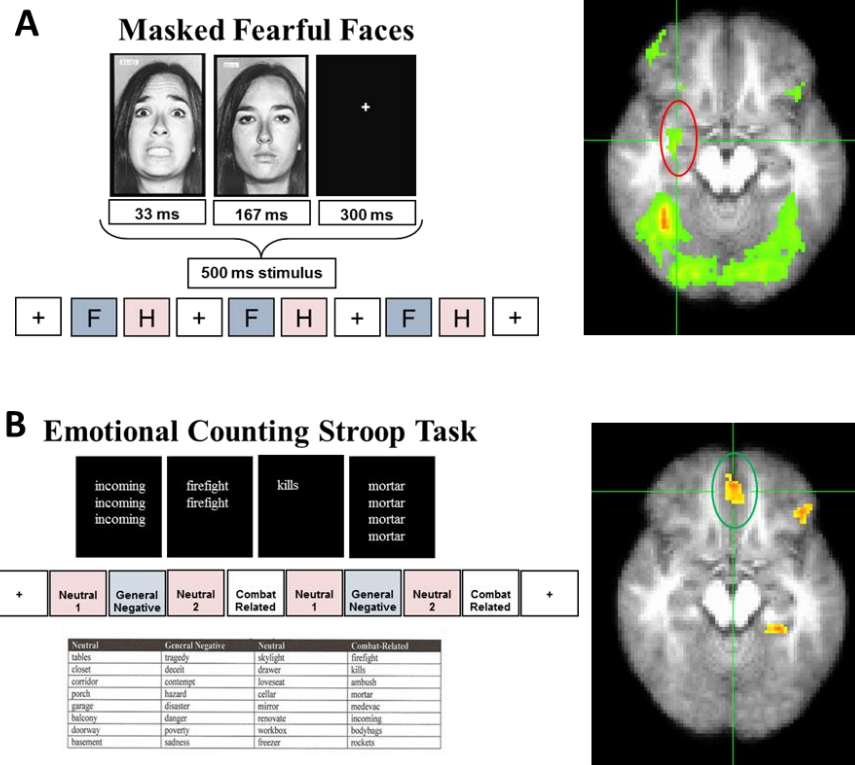 A
Masked Fearful Faces
+
33 ms 167 ms 300 ms
500 ms stimulus
+ F H + F H + F H +
B Emotional Counting Stroop Task
incoming
incoming
incoming
firefight
firefight
kills
mortar
mortar
mortar
mortar
+ Neutral 1 General Negative Neutral 2 Combat Related Neutral 1 General Negative Neutral 2 Combat Related +
Neutral General Negative Neutral Combat-Related
tables tragedy skylight firefight
closet deceit drawer kills
corridor contempt loveseat ambush
porch hazard cellar mortar
garage disaster mirror medevac
balcony danger renovate incoming
doorway poverty workbox bodybags
basement sadness freezer rockets